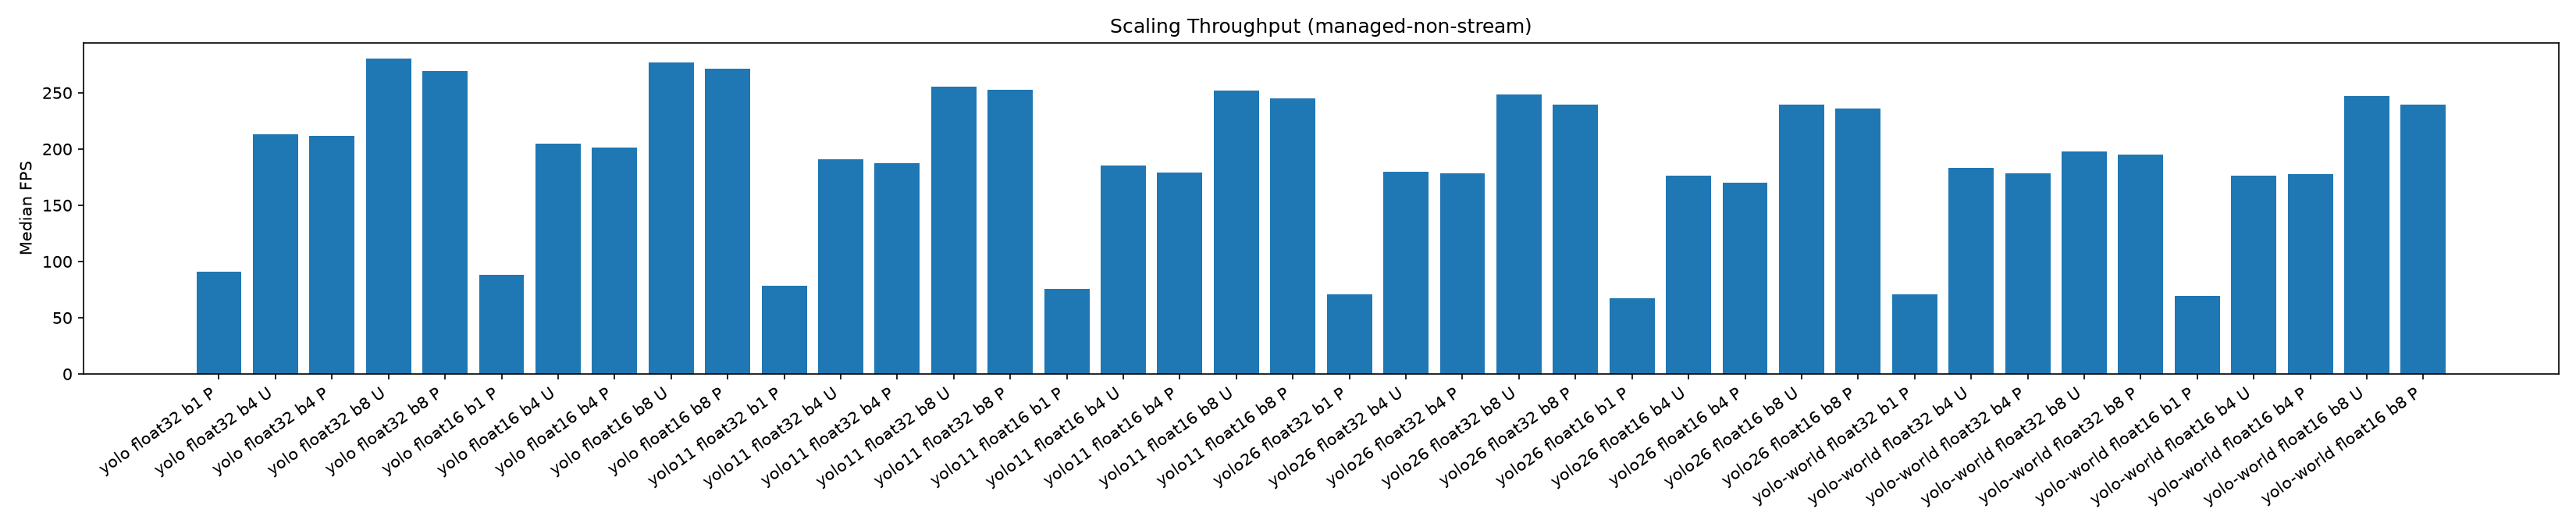 Scaling Throughput (managed-non-stream)
Median FPS
250
200
150
100
50
0
yolo float32 b1 P
yolo float32 b4 U
yolo float32 b4 P
yolo float32 b8 U
yolo float32 b8 P
yolo float16 b1 P
yolo float16 b4 U
yolo float16 b4 P
yolo float16 b8 U
yolo float16 b8 P
yolo11 float32 b1 P
yolo11 float32 b4 U
yolo11 float32 b4 P
yolo11 float32 b8 U
yolo11 float32 b8 P
yolo11 float16 b1 P
yolo11 float16 b4 U
yolo11 float16 b4 P
yolo11 float16 b8 U
yolo11 float16 b8 P
yolo26 float32 b1 P
yolo26 float32 b4 U
yolo26 float32 b4 P
yolo26 float32 b8 U
yolo26 float32 b8 P
yolo26 float16 b1 P
yolo26 float16 b4 U
yolo26 float16 b4 P
yolo26 float16 b8 U
yolo26 float16 b8 P
yolo-world float32 b1 P
yolo-world float32 b4 U
yolo-world float32 b4 P
yolo-world float32 b8 U
yolo-world float32 b8 P
yolo-world float16 b1 P
yolo-world float16 b4 U
yolo-world float16 b4 P
yolo-world float16 b8 U
yolo-world float16 b8 P